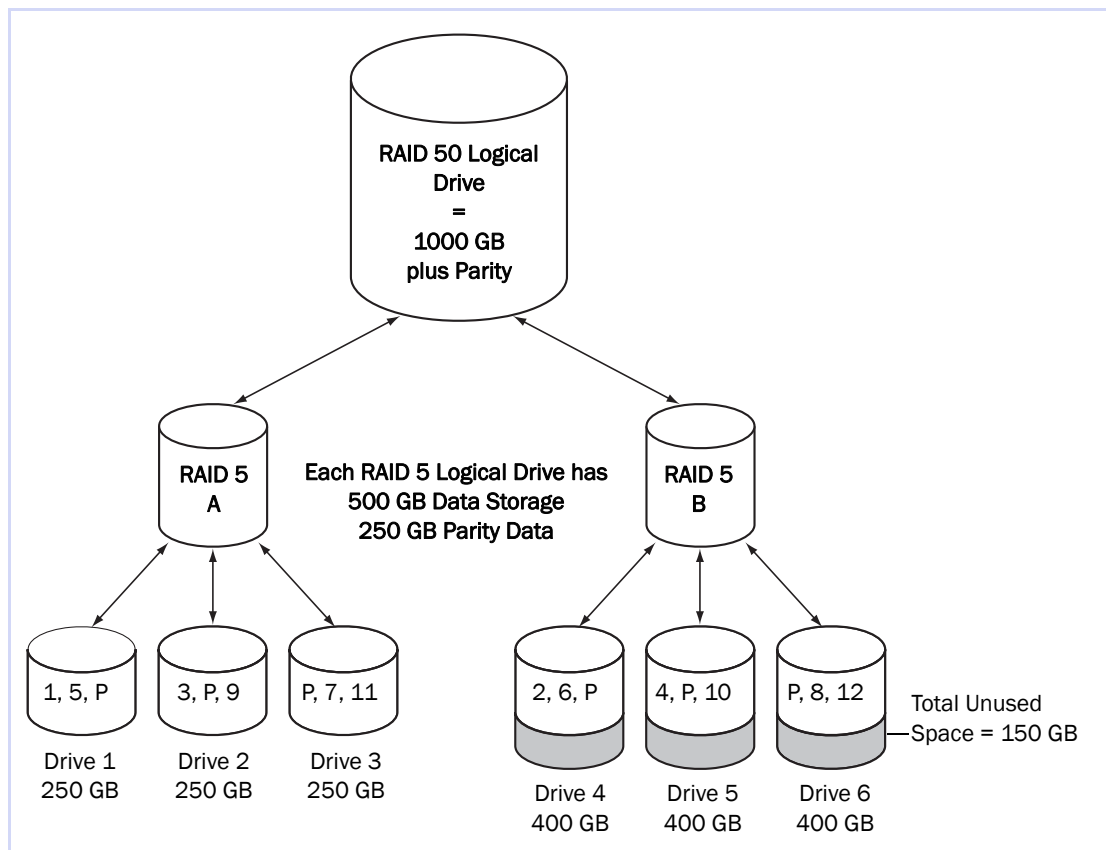 RAID 50 Logical
Drive
=
1000 GB
plus Parity
RAID 5
A
Each RAID 5 Logical Drive has
500 GB Data Storage
250 GB Parity Data
RAID 5
B
1, 5, P
3, P, 9
P, 7, 11
2, 6, P
4, P, 10
P, 8, 12
Total Unused
Space = 150 GB
Drive 1
250 GB
Drive 2
250 GB
Drive 3
250 GB
Drive 4
400 GB
Drive 5
400 GB
Drive 6
400 GB